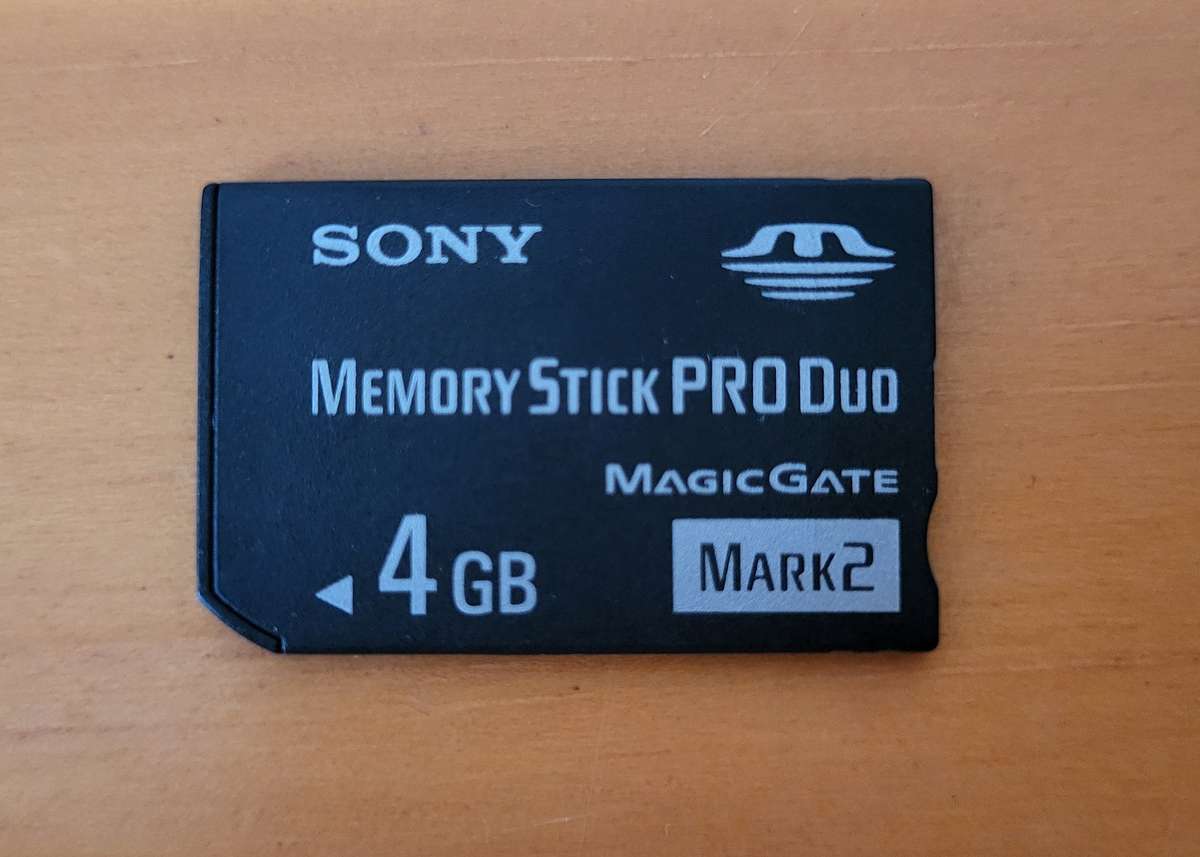 SONY
MEMORY STICK PRO DUO
MAGICGATE
4 GB
MARK2